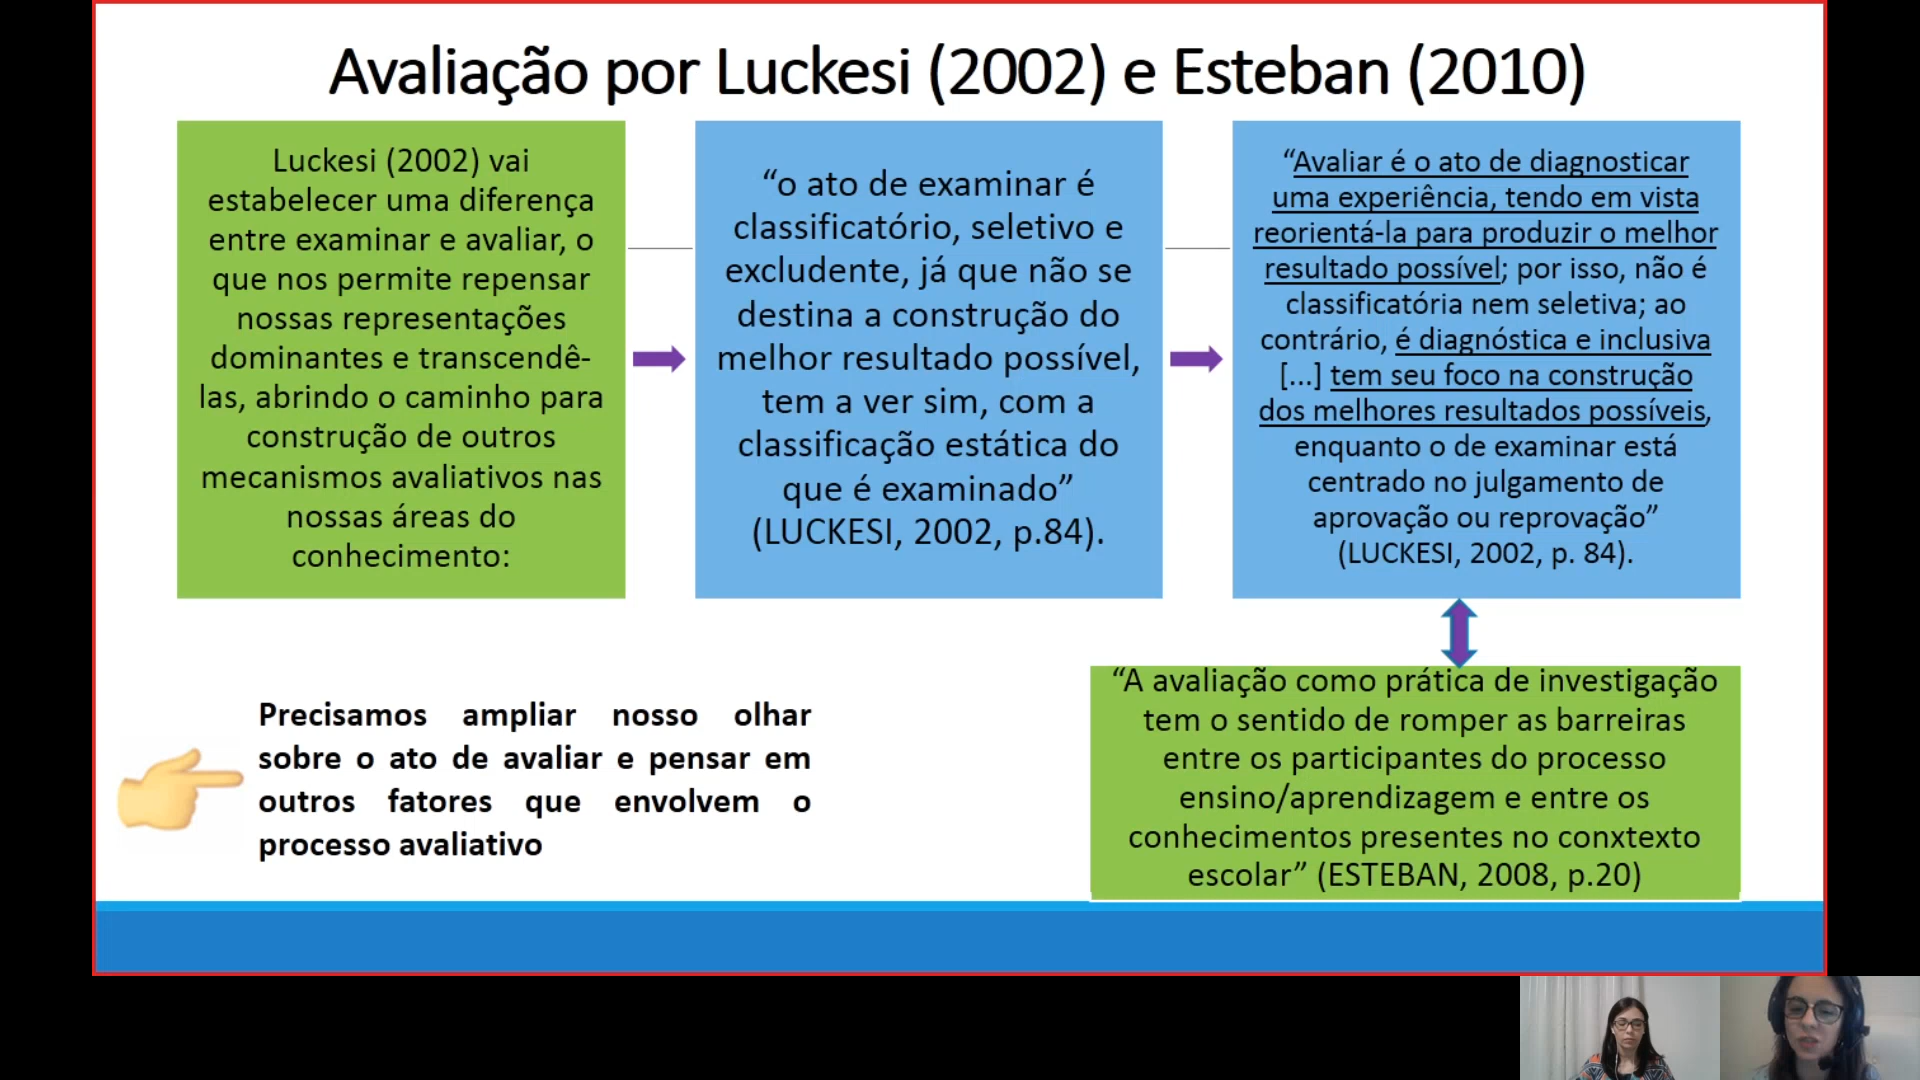 Avaliação por Luckesi (2002) e Esteban (2010)
Luckesi (2002) vai
estabelecer uma diferença
entre examinar e avaliar, o
que nos permite repensar
nossas representações
dominantes e transcendê-
las, abrindo o caminho para
construção de outros
mecanismos avaliativos nas
nossas áreas do
conhecimento:
“o ato de examinar é
classificatório, seletivo e
excludente, já que não se
destina a construção do
melhor resultado possível,
tem a ver sim, com a
classificação estática do
que é examinado”
(LUCKESI, 2002, p.84).
“Avaliar é o ato de diagnosticar
uma experiência, tendo em vista
reorientá-la para produzir o melhor
resultado possível; por isso, não é
classificatória nem seletiva; ao
contrário, é diagnóstica e inclusiva
[...] tem seu foco na construção
dos melhores resultados possíveis,
enquanto o de examinar está
centrado no julgamento de
aprovação ou reprovação”
(LUCKESI, 2002, p. 84).
Precisamos ampliar nosso olhar
sobre o ato de avaliar e pensar em
outros fatores que envolvem o
processo avaliativo
“A avaliação como prática de investigação
tem o sentido de romper as barreiras
entre os participantes do processo
ensino/aprendizagem e entre os
conhecimentos presentes no conxtexto
escolar” (ESTEBAN, 2008, p.20)